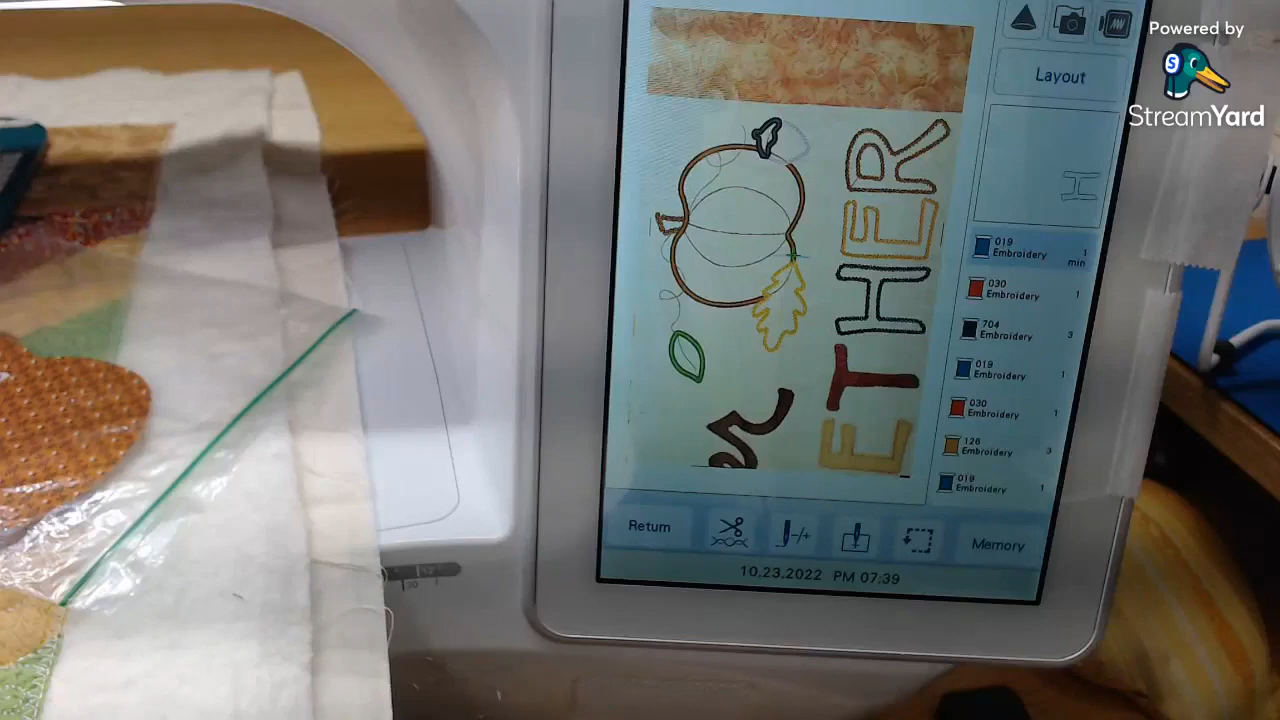 Powered by
StreamYard
Layout
019
Embroidery 1
min
030
Embroidery 1
704
Embroidery 3
019
Embroidery 1
030
Embroidery 1
126
Embroidery 3
019
Embroidery 1
ETHER
Return
Memory
10.23.2022 PM 07:39